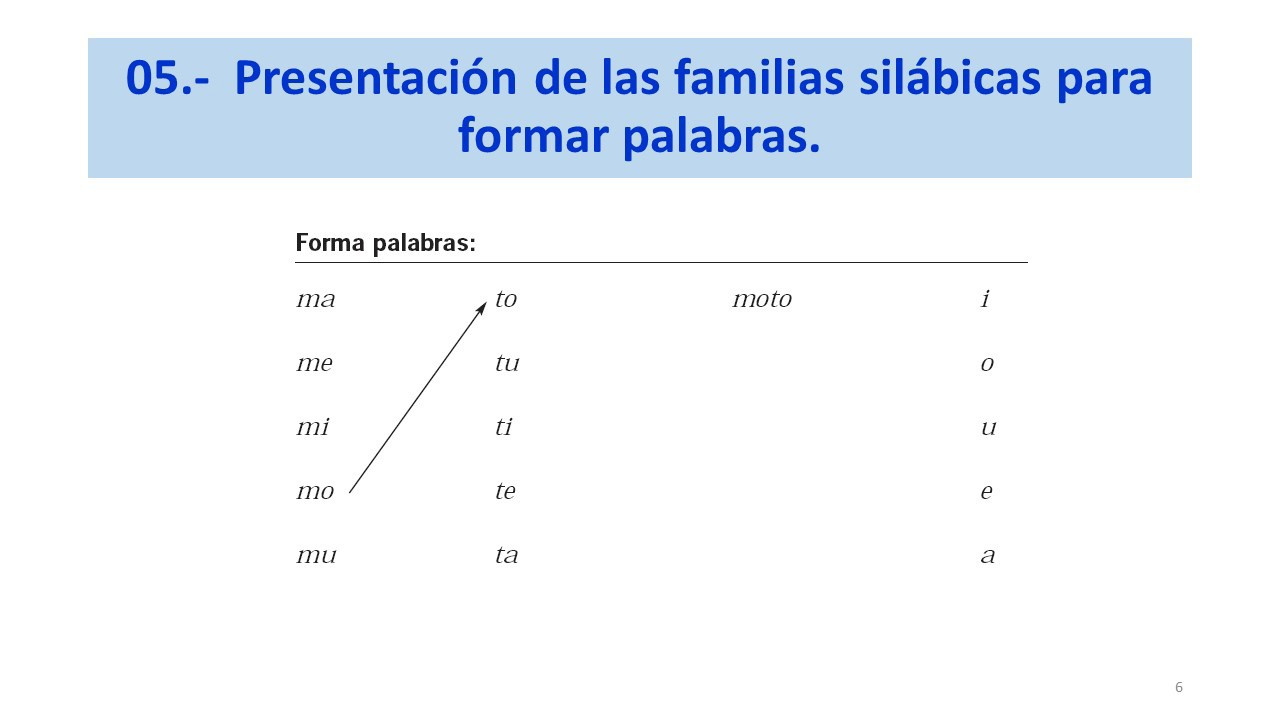 05.- Presentación de las familias silábicas para
formar palabras.
Forma palabras:
ma to moto i
me tu o
mi ti u
mo te e
mu ta a
6